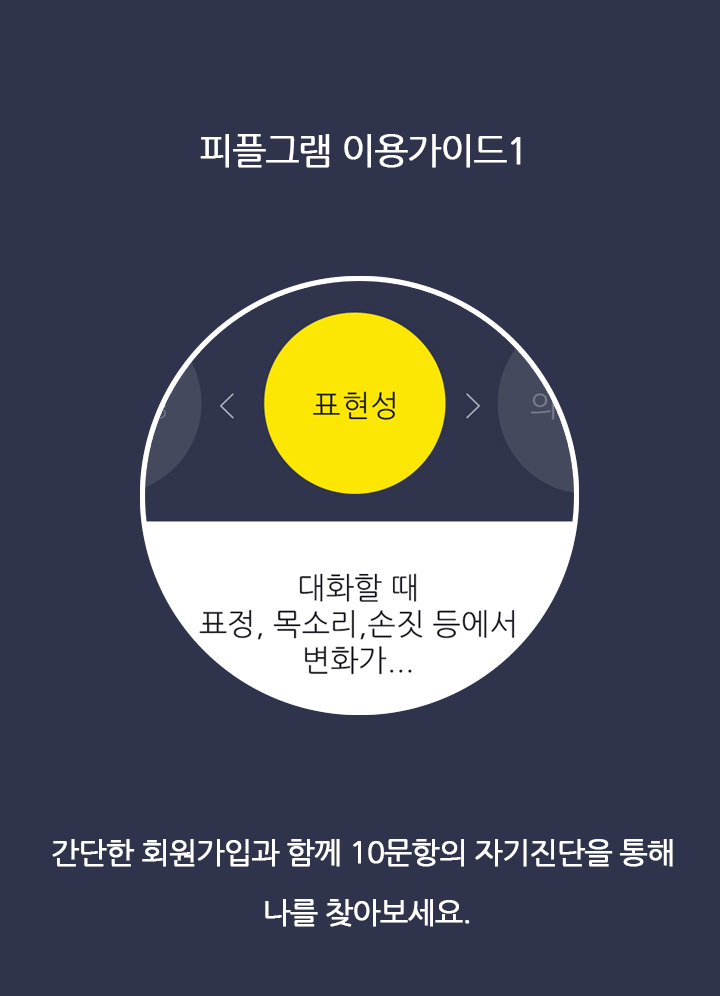 피플그램 이용가이드1
< 표현성 > 의
대화할 때
표정, 목소리,손짓 등에서
변화가...
간단한 회원가입과 함께 10문항의 자기진단을 통해
나를 찾아보세요.